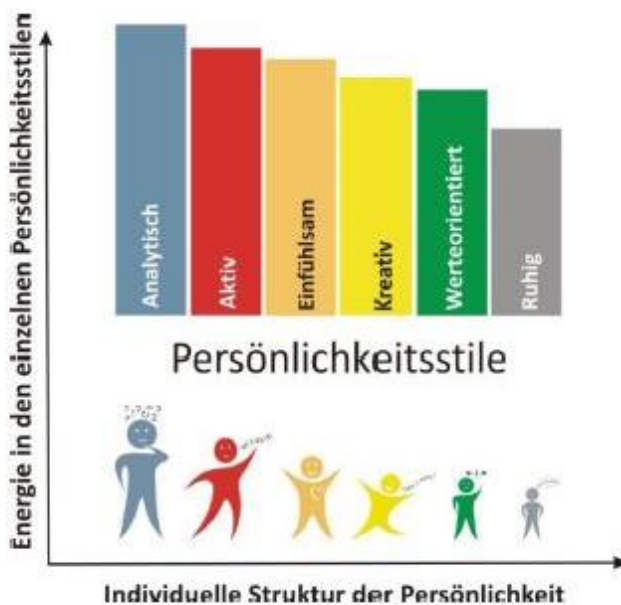 Energie in den einzelnen Persönlichkeitsstilen
Analytisch
Aktiv
Einfühlsam
Kreativ
Werteorientiert
Ruhig
Persönlichkeitsstile
Individuelle Struktur der Persönlichkeit